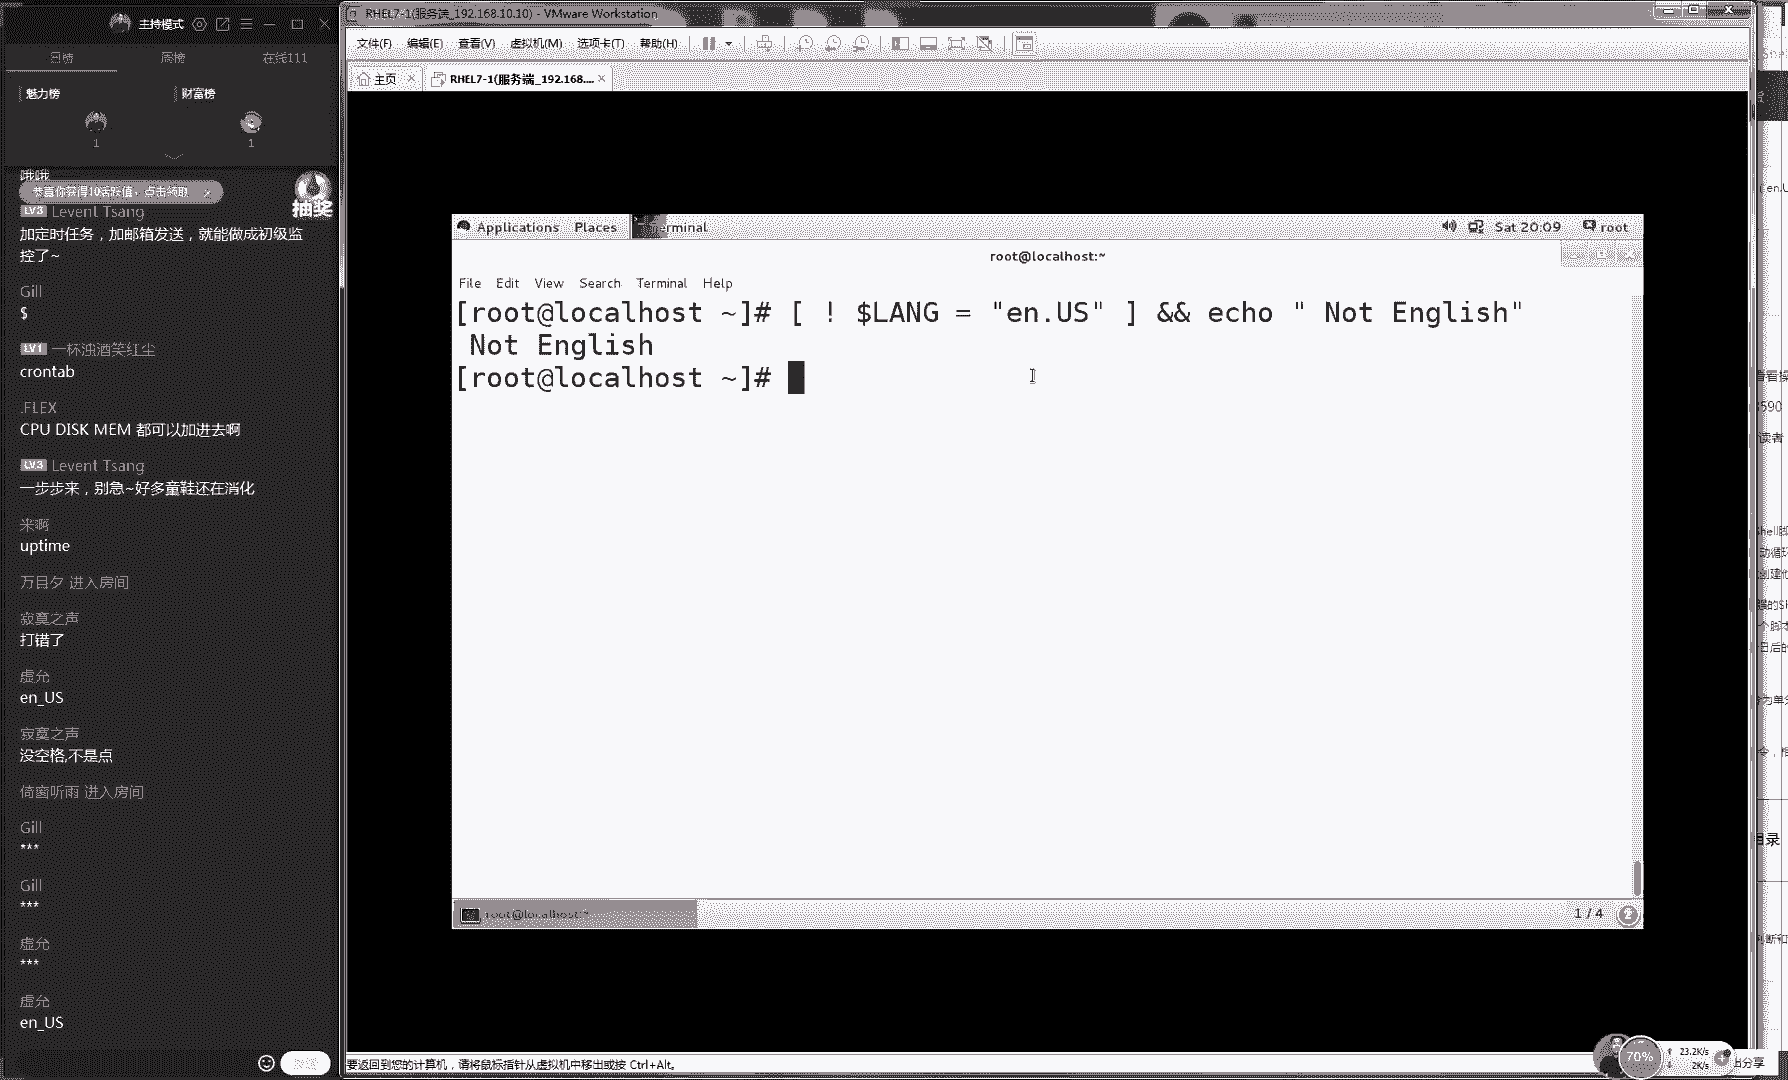 主持模式
日榜 周榜 在线111
魅力榜 财富榜
1 1
哦哦
恭喜你获得10活跃值，点击领取 ×
抽奖
LV3 Levent Tsang
加定时任务，加邮箱发送，就能做成初级监
控了~
Gill
$
LV1 一杯浊酒笑红尘
crontab
.FLEX
CPU DISK MEM 都可以加进去啊
LV3 Levent Tsang
一步步来，别急~好多童鞋还在消化
来啊
uptime
万目夕 进入房间
寂寞之声
打错了
虚允
en_US
寂寞之声
没空格,不是点
倚窗听雨 进入房间
Gill
***
Gill
***
虚允
***
虚允
en_US
发送
RHEL7-1(服务端_192.168.10.10) - VMware Workstation
文件(F) 编辑(E) 查看(V) 虚拟机(M) 选项卡(T) 帮助(H)
主页 × RHEL7-1(服务端_192.168.... ×
Applications Places Terminal Sat 20:09 root
root@localhost:~
File Edit View Search Terminal Help
[root@localhost ~]# [ ! $LANG = "en.US" ] && echo " Not English"
 Not English
[root@localhost ~]#
root@localhost:~ 1 / 4
要返回到您的计算机，请将鼠标指针从虚拟机中移出或按 Ctrl+Alt。
70% 23.2K/s
2K/s
出分享